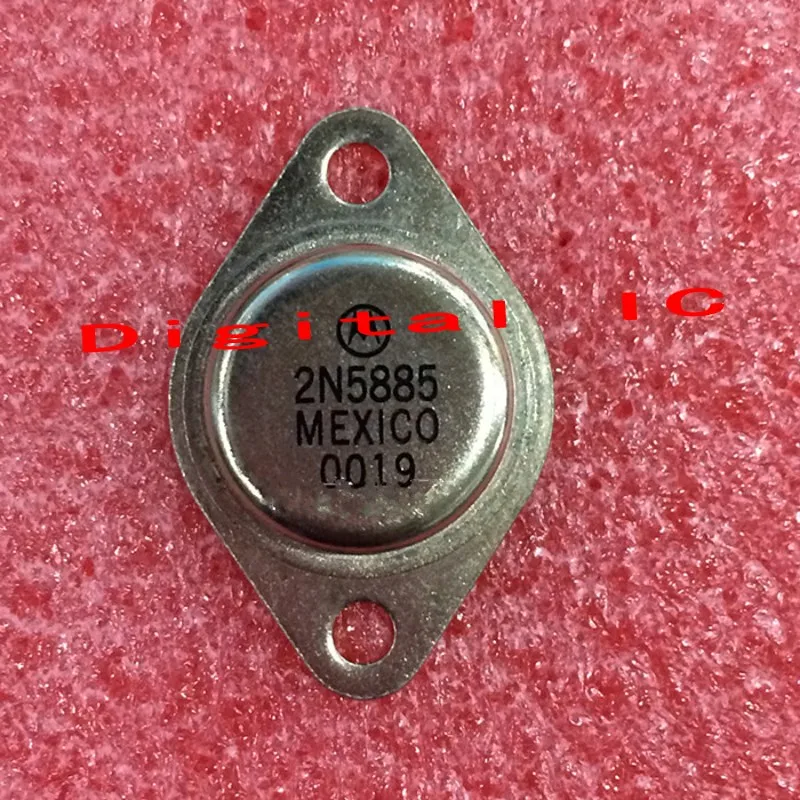 Digital IC
2N5885
MEXICO
0019